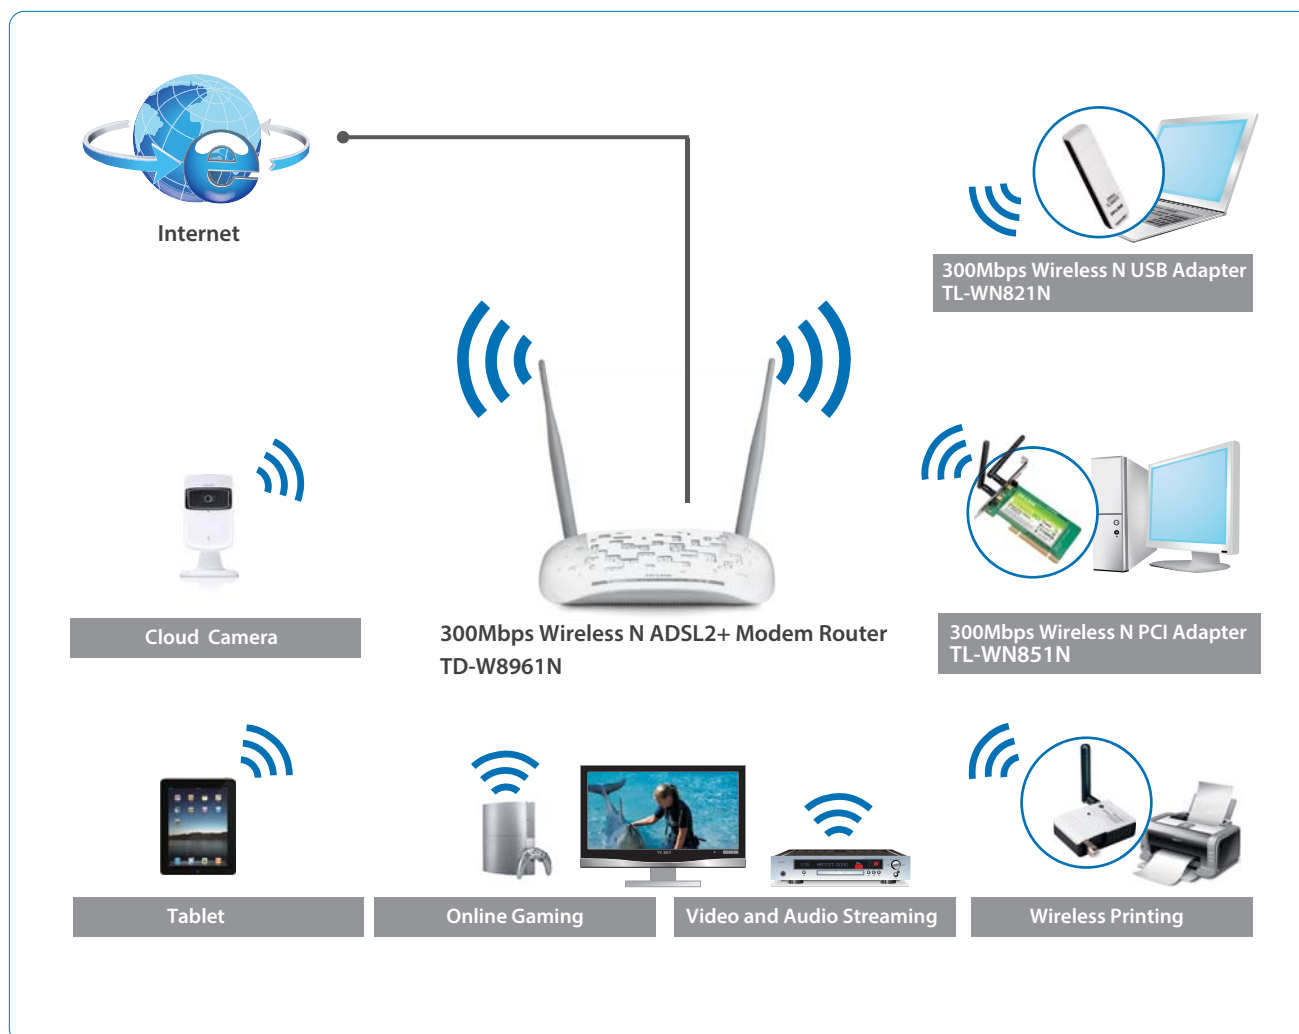 Internet
300Mbps Wireless N USB Adapter
TL-WN821N
Cloud Camera
300Mbps Wireless N ADSL2+ Modem Router
TD-W8961N
300Mbps Wireless N PCI Adapter
TL-WN851N
Tablet
Online Gaming
Video and Audio Streaming
Wireless Printing